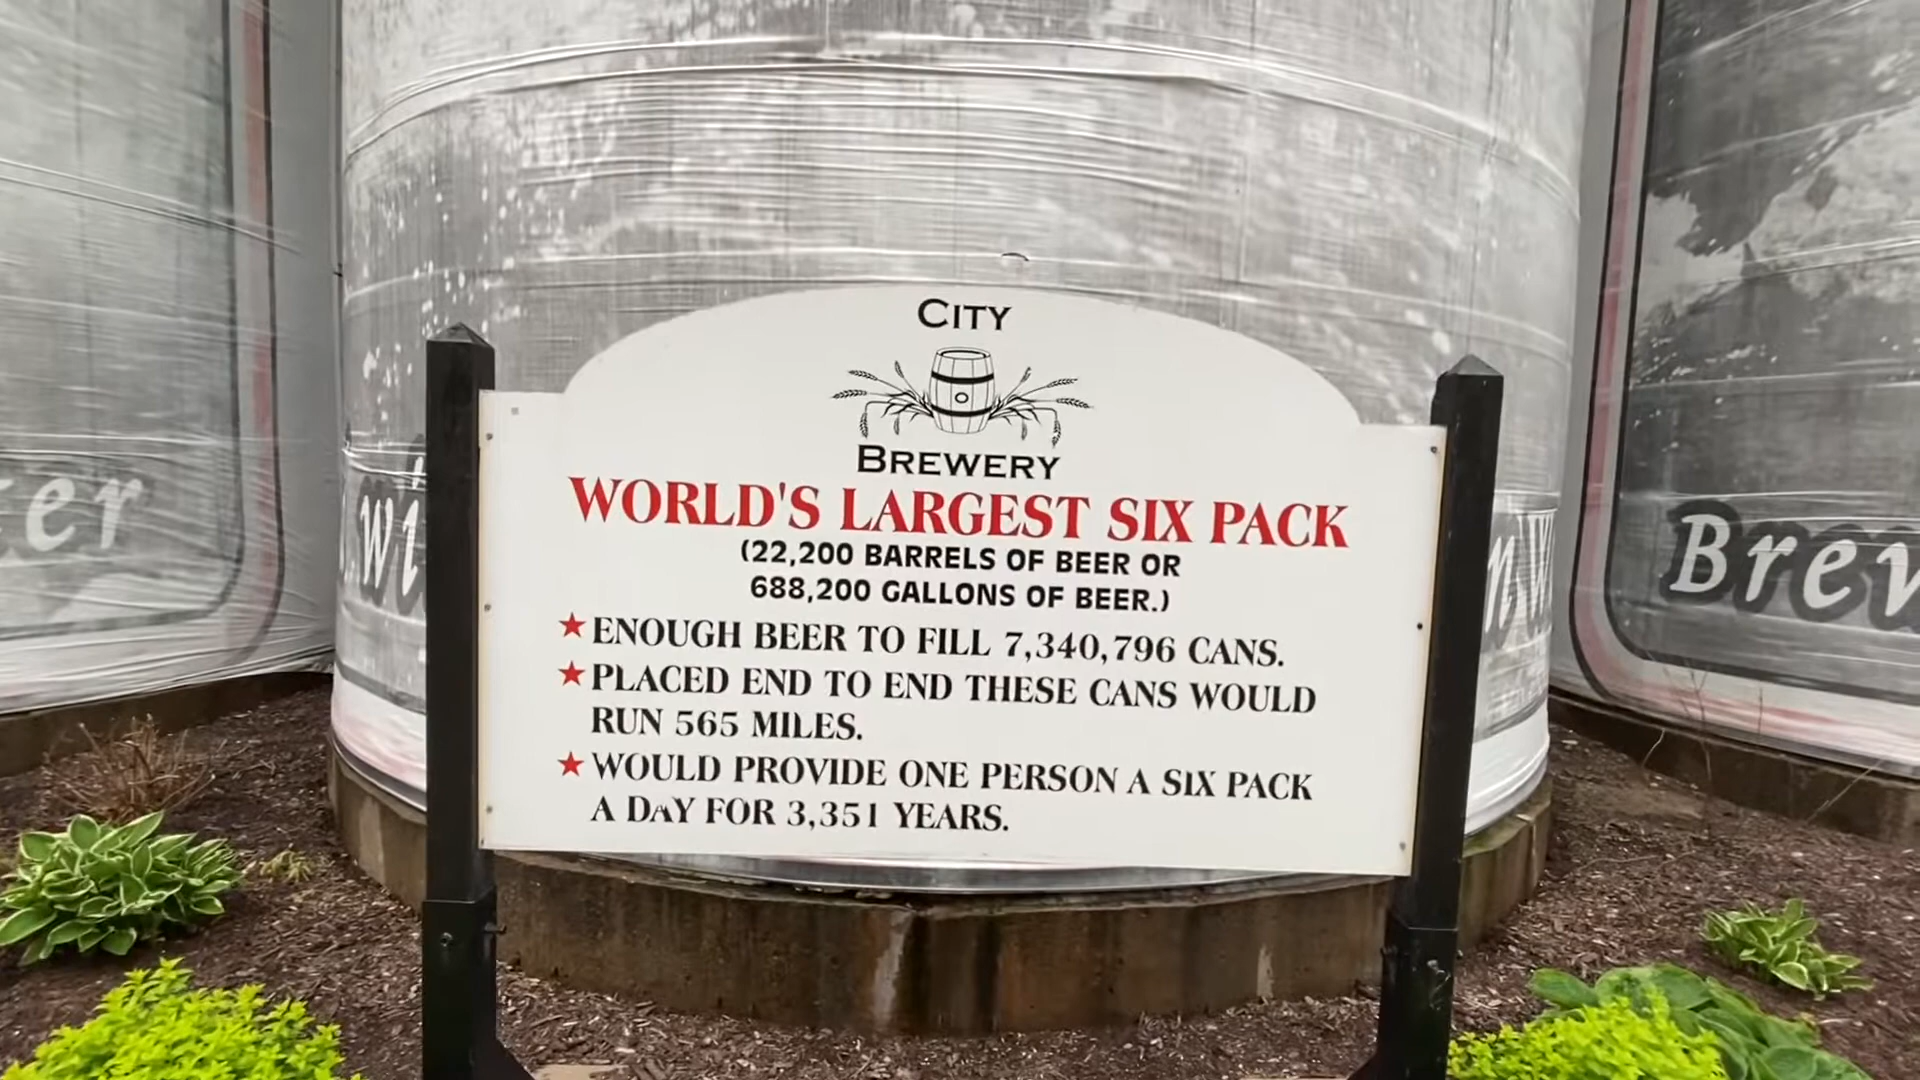 CITY
BREWERY
WORLD'S LARGEST SIX PACK
(22,200 BARRELS OF BEER OR
688,200 GALLONS OF BEER.)
★ ENOUGH BEER TO FILL 7,340,796 CANS.
★ PLACED END TO END THESE CANS WOULD
RUN 565 MILES.
★ WOULD PROVIDE ONE PERSON A SIX PACK
A DAY FOR 3,351 YEARS.